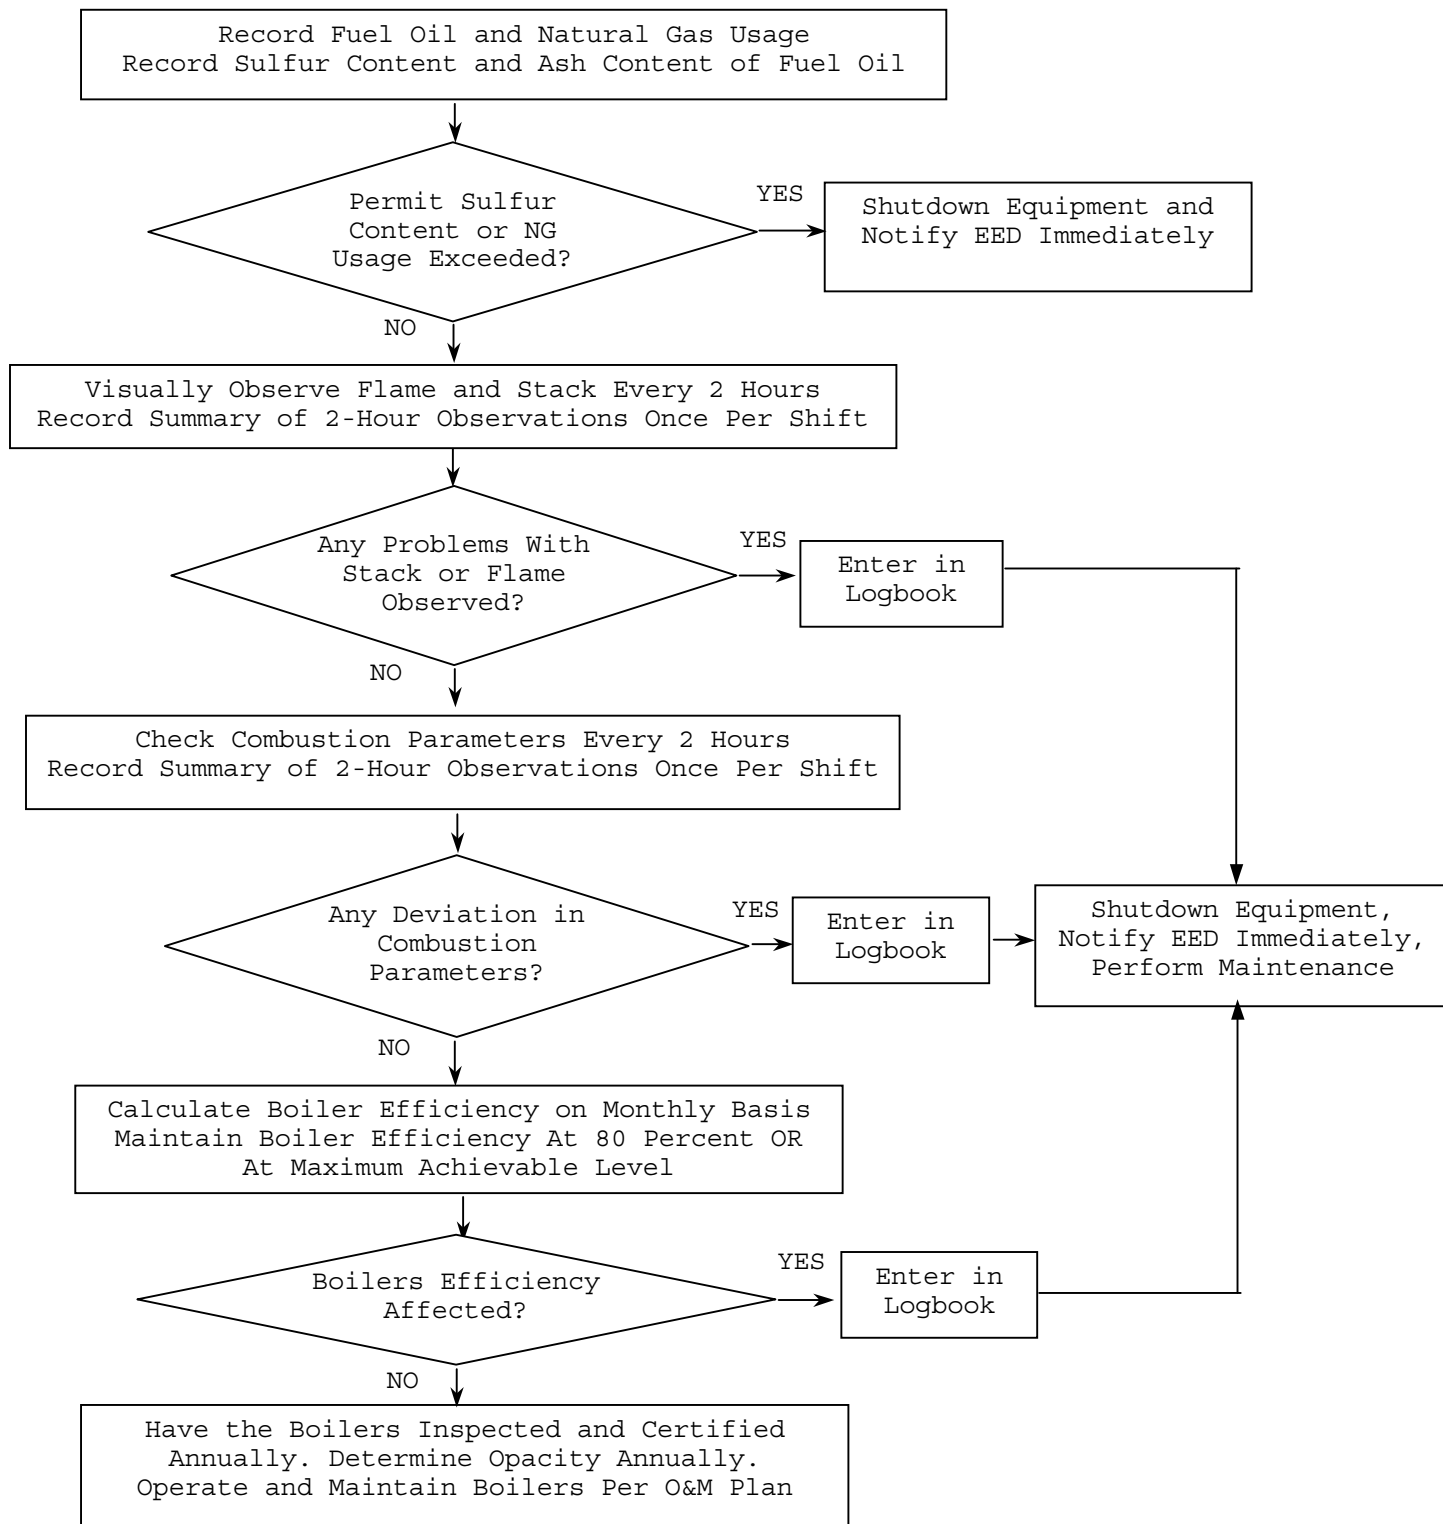 Record Fuel Oil and Natural Gas Usage
Record Sulfur Content and Ash Content of Fuel Oil
Permit Sulfur
Content or NG
Usage Exceeded?
YES
Shutdown Equipment and
Notify EED Immediately
NO
Visually Observe Flame and Stack Every 2 Hours
Record Summary of 2-Hour Observations Once Per Shift
Any Problems With
Stack or Flame
Observed?
YES
Enter in
Logbook
NO
Check Combustion Parameters Every 2 Hours
Record Summary of 2-Hour Observations Once Per Shift
Any Deviation in
Combustion
Parameters?
YES
Enter in
Logbook
Shutdown Equipment,
Notify EED Immediately,
Perform Maintenance
NO
Calculate Boiler Efficiency on Monthly Basis
Maintain Boiler Efficiency At 80 Percent OR
At Maximum Achievable Level
Boilers Efficiency
Affected?
YES
Enter in
Logbook
NO
Have the Boilers Inspected and Certified
Annually. Determine Opacity Annually.
Operate and Maintain Boilers Per O&M Plan